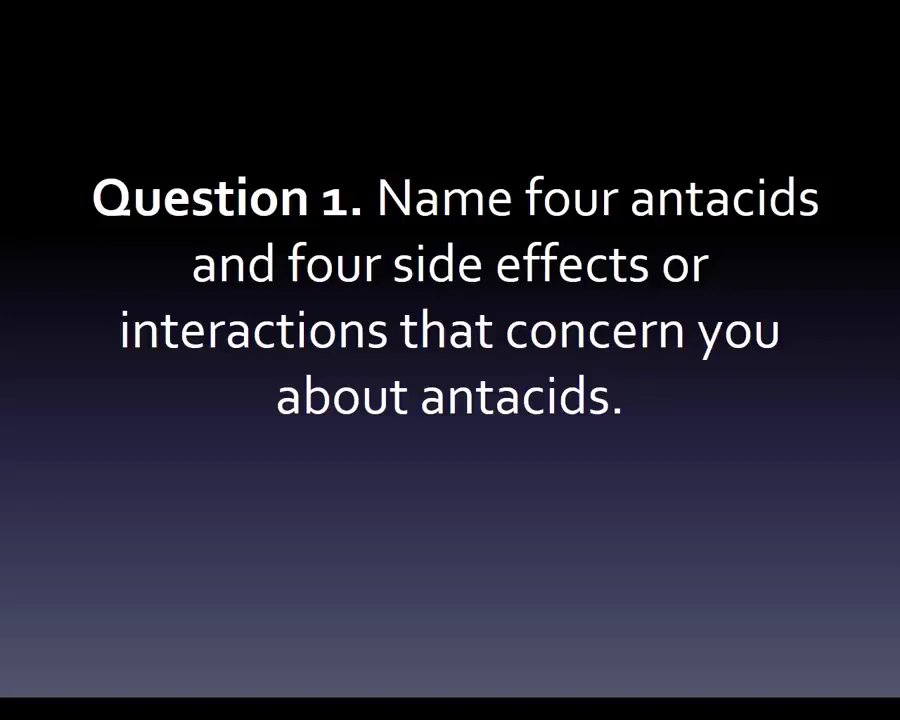 Question 1. Name four antacids
and four side effects or
interactions that concern you
about antacids.